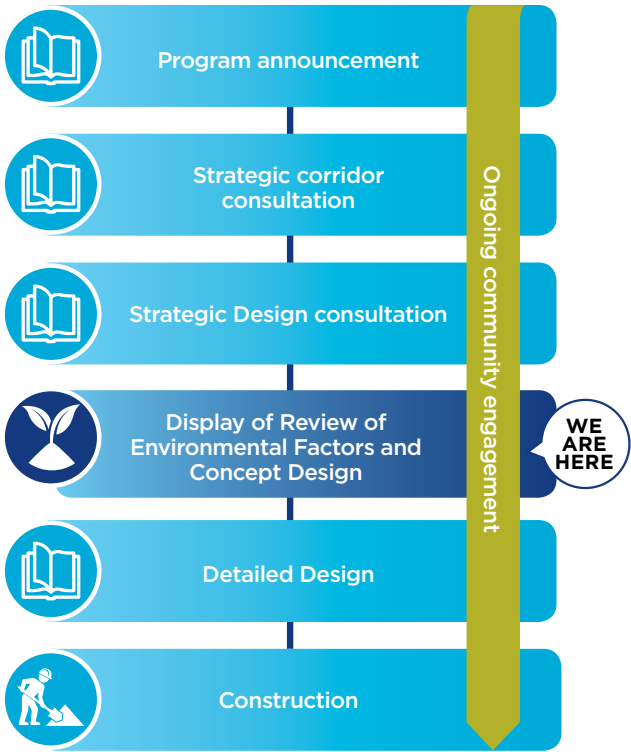 Program announcement
Strategic corridor
consultation
Strategic Design consultation
Display of Review of
Environmental Factors and
Concept Design
Detailed Design
Construction
Ongoing community engagement
WE
ARE
HERE